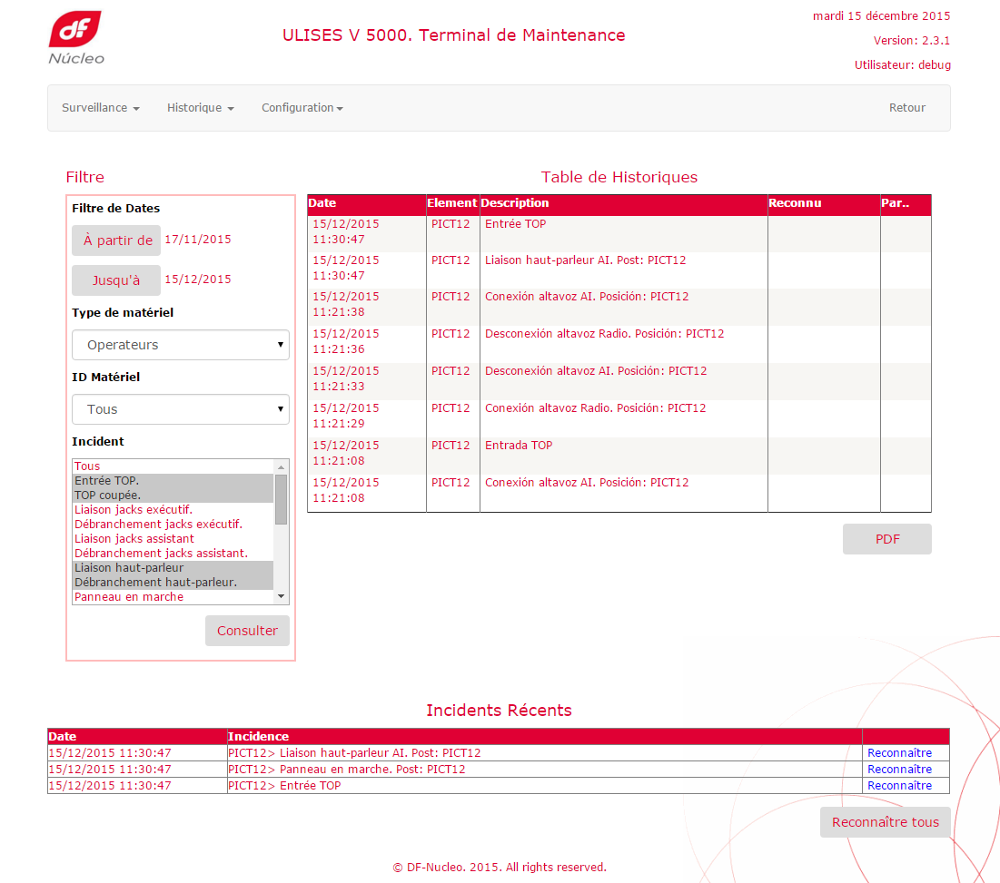 df
Núcleo
ULISES V 5000. Terminal de Maintenance
mardi 15 décembre 2015
Version: 2.3.1
Utilisateur: debug
Surveillance Historique Configuration Retour
Filtre
Filtre de Dates
À partir de 17/11/2015
Jusqu'à 15/12/2015
Type de matériel
Operateurs
ID Matériel
Tous
Incident
Tous
Entrée TOP.
TOP coupée.
Liaison jacks exécutif.
Débranchement jacks exécutif.
Liaison jacks assistant
Débranchement jacks assistant.
Liaison haut-parleur
Débranchement haut-parleur.
Panneau en marche
Consulter
Table de Historiques
Date Element Description Reconnu Par..
15/12/2015 PICT12 Entrée TOP
11:30:47
15/12/2015 PICT12 Liaison haut-parleur AI. Post: PICT12
11:30:47
15/12/2015 PICT12 Conexión altavoz AI. Posición: PICT12
11:21:38
15/12/2015 PICT12 Desconexión altavoz Radio. Posición: PICT12
11:21:36
15/12/2015 PICT12 Desconexión altavoz AI. Posición: PICT12
11:21:33
15/12/2015 PICT12 Conexión altavoz Radio. Posición: PICT12
11:21:29
15/12/2015 PICT12 Entrada TOP
11:21:08
15/12/2015 PICT12 Conexión altavoz AI. Posición: PICT12
11:21:08
PDF
Incidents Récents
Date Incidence
15/12/2015 11:30:47 PICT12> Liaison haut-parleur AI. Post: PICT12 Reconnaître
15/12/2015 11:30:47 PICT12> Panneau en marche. Post: PICT12 Reconnaître
15/12/2015 11:30:47 PICT12> Entrée TOP Reconnaître
Reconnaître tous
© DF-Nucleo. 2015. All rights reserved.